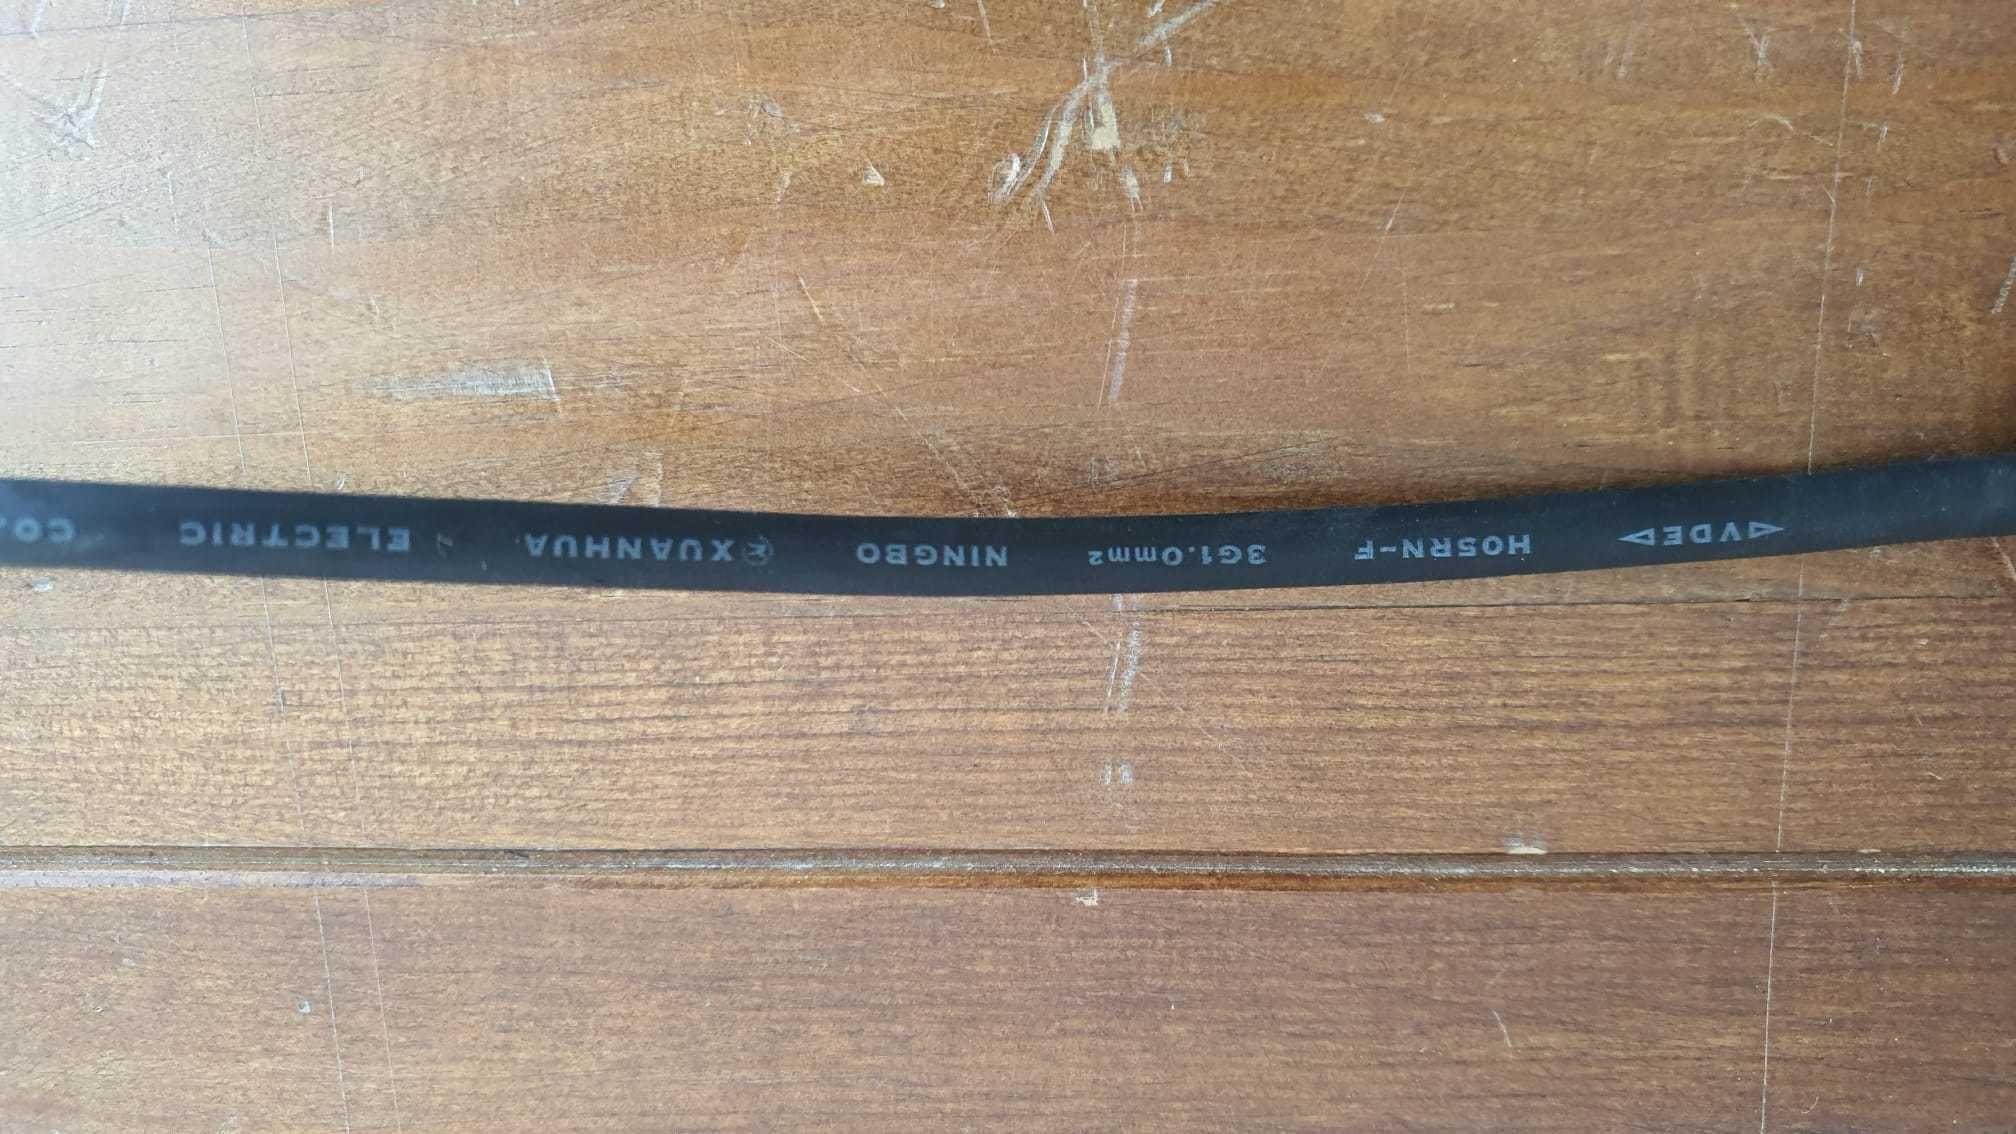 ◁VDE▷ H05RN-F 3G1.0mm² NINGBO XUANHUA ELECTRIC CO.